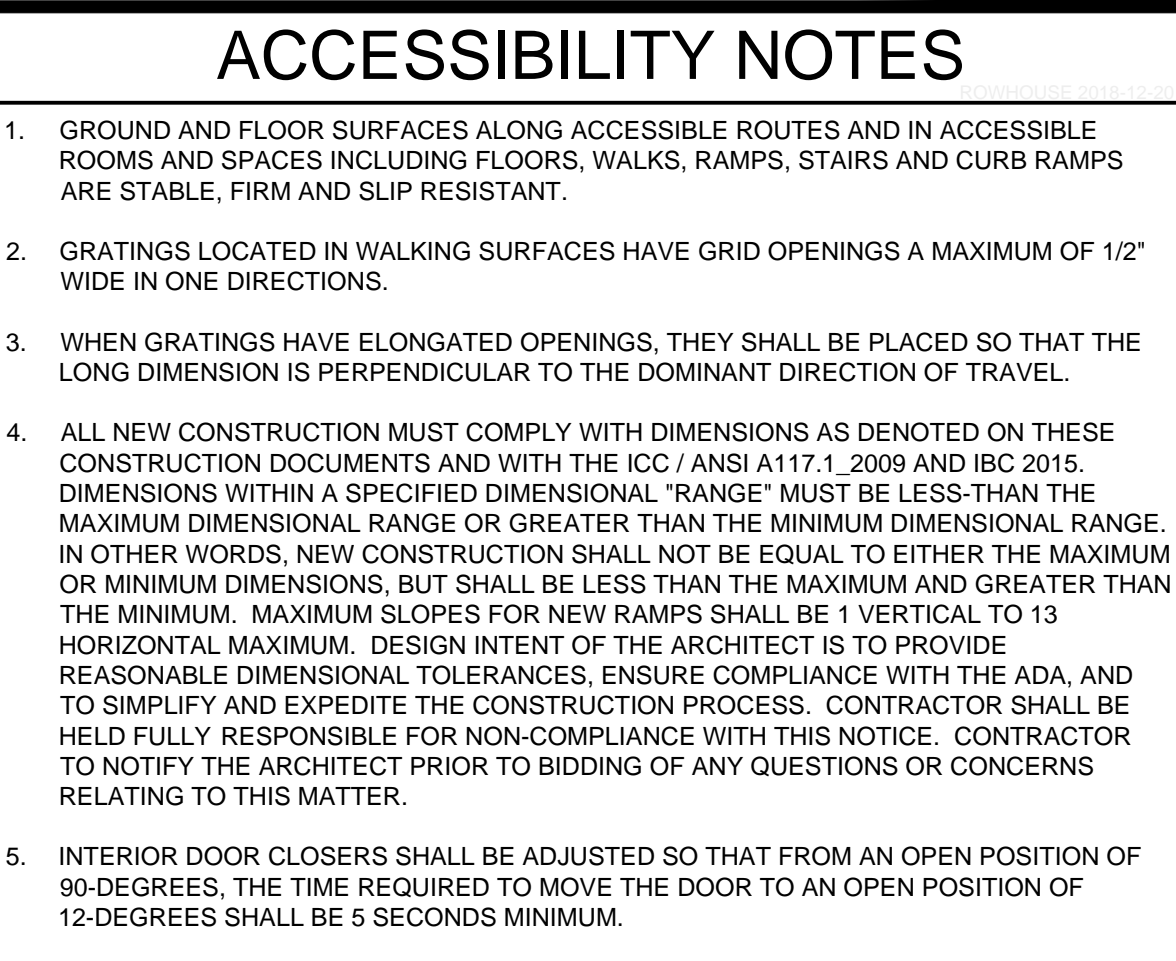 ACCESSIBILITY NOTES
ROWHOUSE 2018-12-20
1. GROUND AND FLOOR SURFACES ALONG ACCESSIBLE ROUTES AND IN ACCESSIBLE
ROOMS AND SPACES INCLUDING FLOORS, WALKS, RAMPS, STAIRS AND CURB RAMPS
ARE STABLE, FIRM AND SLIP RESISTANT.
2. GRATINGS LOCATED IN WALKING SURFACES HAVE GRID OPENINGS A MAXIMUM OF 1/2"
WIDE IN ONE DIRECTIONS.
3. WHEN GRATINGS HAVE ELONGATED OPENINGS, THEY SHALL BE PLACED SO THAT THE
LONG DIMENSION IS PERPENDICULAR TO THE DOMINANT DIRECTION OF TRAVEL.
4. ALL NEW CONSTRUCTION MUST COMPLY WITH DIMENSIONS AS DENOTED ON THESE
CONSTRUCTION DOCUMENTS AND WITH THE ICC / ANSI A117.1_2009 AND IBC 2015.
DIMENSIONS WITHIN A SPECIFIED DIMENSIONAL "RANGE" MUST BE LESS-THAN THE
MAXIMUM DIMENSIONAL RANGE OR GREATER THAN THE MINIMUM DIMENSIONAL RANGE.
IN OTHER WORDS, NEW CONSTRUCTION SHALL NOT BE EQUAL TO EITHER THE MAXIMUM
OR MINIMUM DIMENSIONS, BUT SHALL BE LESS THAN THE MAXIMUM AND GREATER THAN
THE MINIMUM. MAXIMUM SLOPES FOR NEW RAMPS SHALL BE 1 VERTICAL TO 13
HORIZONTAL MAXIMUM. DESIGN INTENT OF THE ARCHITECT IS TO PROVIDE
REASONABLE DIMENSIONAL TOLERANCES, ENSURE COMPLIANCE WITH THE ADA, AND
TO SIMPLIFY AND EXPEDITE THE CONSTRUCTION PROCESS. CONTRACTOR SHALL BE
HELD FULLY RESPONSIBLE FOR NON-COMPLIANCE WITH THIS NOTICE. CONTRACTOR
TO NOTIFY THE ARCHITECT PRIOR TO BIDDING OF ANY QUESTIONS OR CONCERNS
RELATING TO THIS MATTER.
5. INTERIOR DOOR CLOSERS SHALL BE ADJUSTED SO THAT FROM AN OPEN POSITION OF
90-DEGREES, THE TIME REQUIRED TO MOVE THE DOOR TO AN OPEN POSITION OF
12-DEGREES SHALL BE 5 SECONDS MINIMUM.